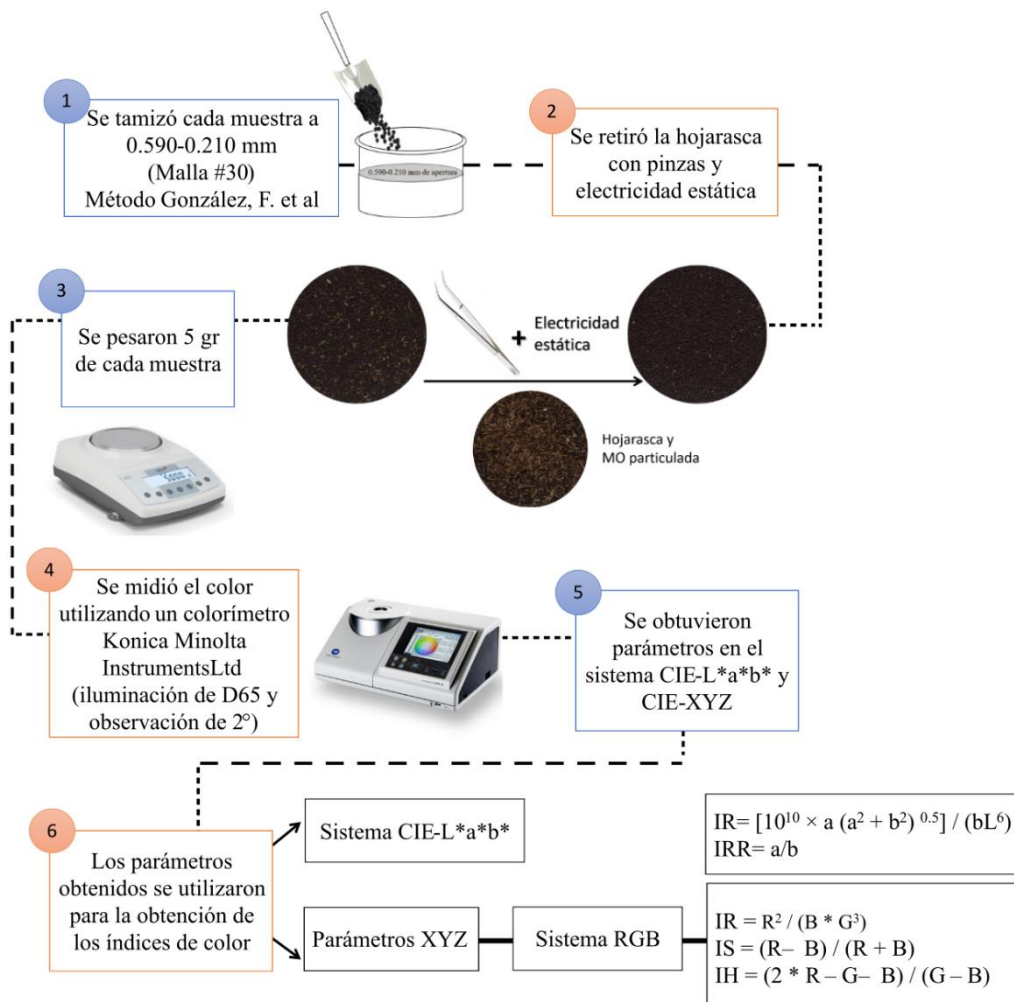 1
Se tamizó cada muestra a
0.590-0.210 mm
(Malla #30)
Método González, F. et al
0.590-0.210 mm de apertura
2
Se retiró la hojarasca
con pinzas y
electricidad estática
3
Se pesaron 5 gr
de cada muestra
+ Electricidad
estática
Hojarasca y
MO particulada
4
Se midió el color
utilizando un colorímetro
Konica Minolta
InstrumentsLtd
(iluminación de D65 y
observación de 2°)
5
Se obtuvieron
parámetros en el
sistema CIE-L*a*b* y
CIE-XYZ
6
Los parámetros
obtenidos se utilizaron
para la obtención de
los índices de color
Sistema CIE-L*a*b*
IR= [10¹⁰ × a (a² + b²) ⁰·⁵] / (bL⁶)
IRR= a/b
Parámetros XYZ
Sistema RGB
IR = R² / (B * G³)
IS = (R– B) / (R + B)
IH = (2 * R – G– B) / (G – B)